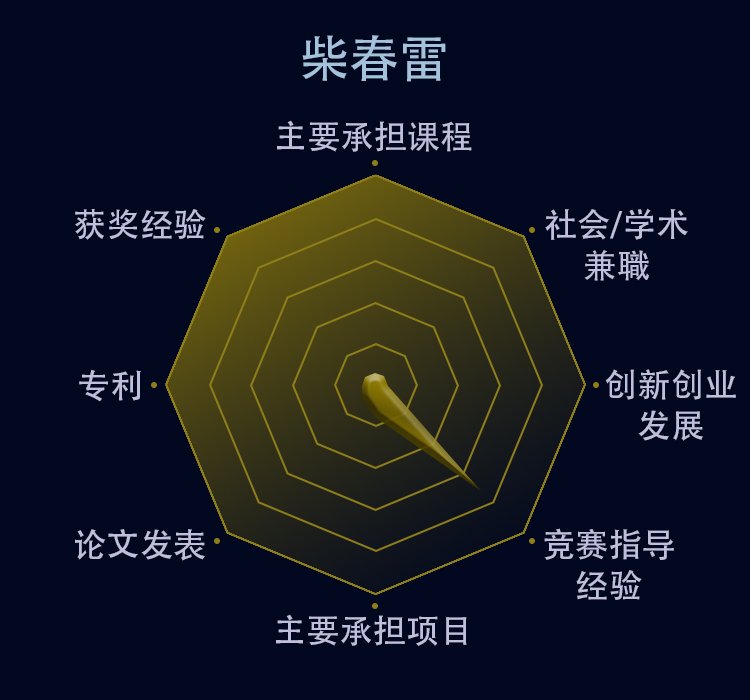 柴春雷
主要承担课程
获奖经验
社会/学术
兼職
专利
创新创业
发展
论文发表
竞赛指导
经验
主要承担项目